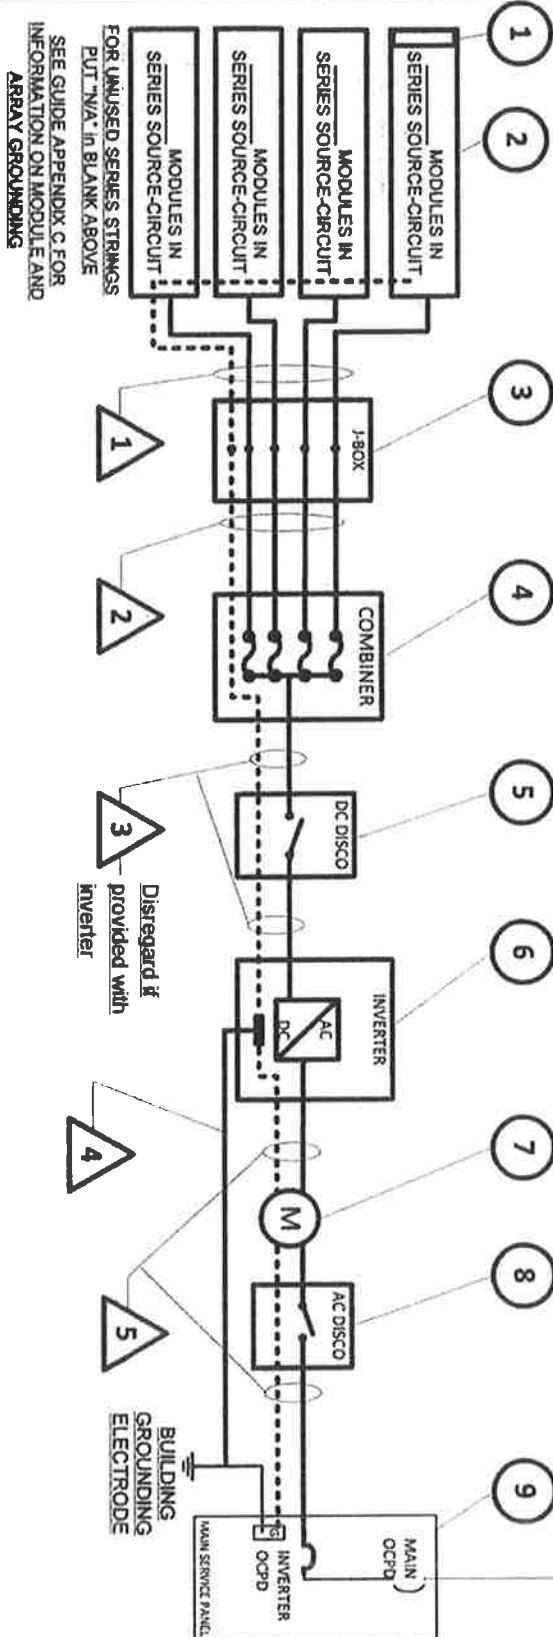 1
2
3
4
5
6
7
8
9
MODULES IN
SERIES SOURCE-CIRCUIT
MODULES IN
SERIES SOURCE-CIRCUIT
MODULES IN
SERIES SOURCE-CIRCUIT
MODULES IN
SERIES SOURCE-CIRCUIT
J-BOX
COMBINER
DC DISCO
INVERTER
AC
DC
M
AC DISCO
MAIN
OCPD
INVERTER
OCPD
G
MAIN SERVICE PANEL
FOR UNUSED SERIES STRINGS
PUT "N/A" in BLANK ABOVE
SEE GUIDE APPENDIX C FOR
INFORMATION ON MODULE AND
ARRAY GROUNDING
1
2
3
Disregard if
provided with
inverter
4
5
BUILDING
GROUNDING
ELECTRODE